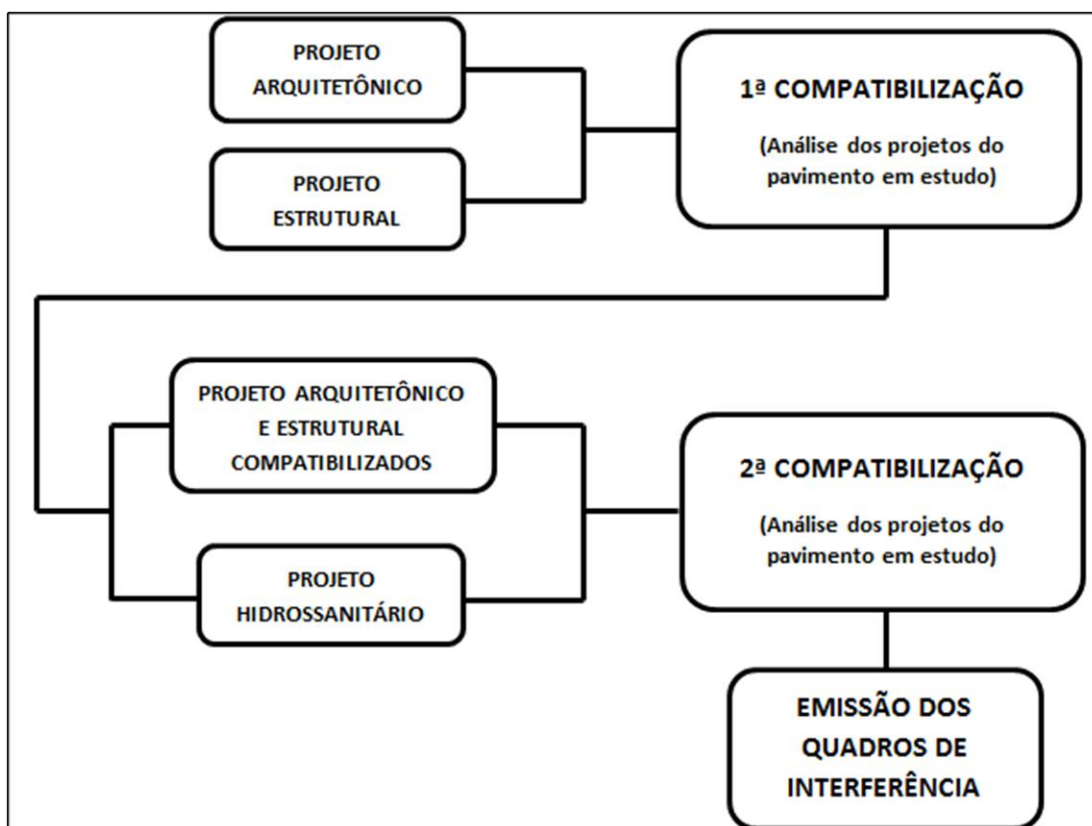 PROJETO
ARQUITETÔNICO
PROJETO
ESTRUTURAL
1ª COMPATIBILIZAÇÃO
(Análise dos projetos do
pavimento em estudo)
PROJETO ARQUITETÔNICO
E ESTRUTURAL
COMPATIBILIZADOS
PROJETO
HIDROSSANITÁRIO
2ª COMPATIBILIZAÇÃO
(Análise dos projetos do
pavimento em estudo)
EMISSÃO DOS
QUADROS DE
INTERFERÊNCIA